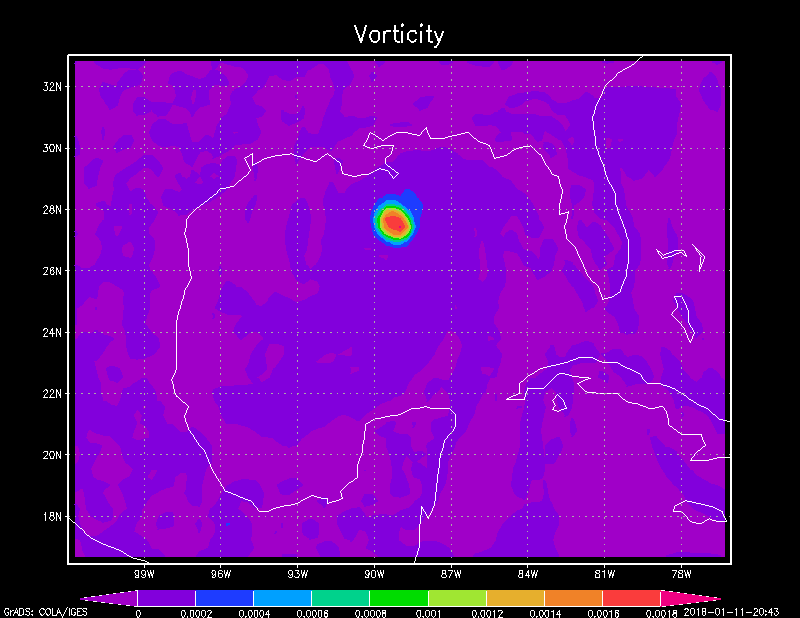 Vorticity
32N
30N
28N
26N
24N
22N
20N
18N
99W 96W 93W 90W 87W 84W 81W 78W
0 0.0002 0.0004 0.0006 0.0008 0.001 0.0012 0.0014 0.0016 0.0018
GrADS: COLA/IGES 2018-01-11-20:43